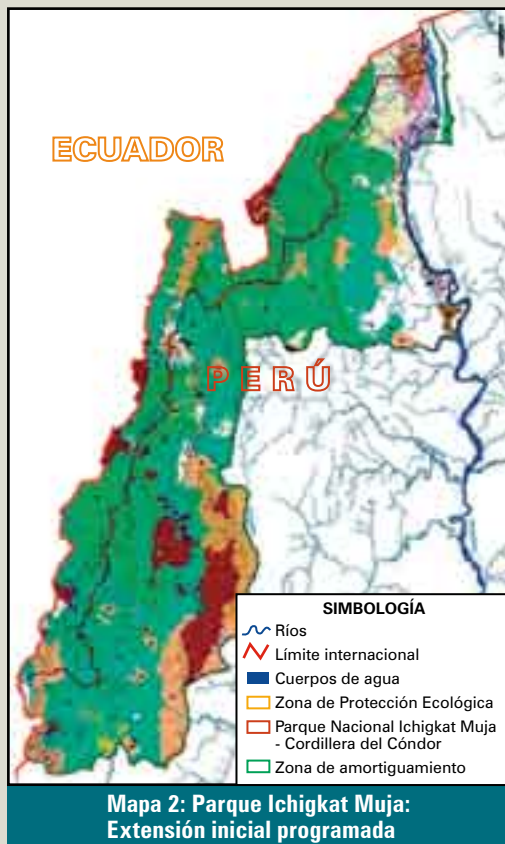 ECUADOR
PERÚ
SIMBOLOGÍA
Ríos
Límite internacional
Cuerpos de agua
Zona de Protección Ecológica
Parque Nacional Ichigkat Muja
- Cordillera del Cóndor
Zona de amortiguamiento
Mapa 2: Parque Ichigkat Muja:
Extensión inicial programada